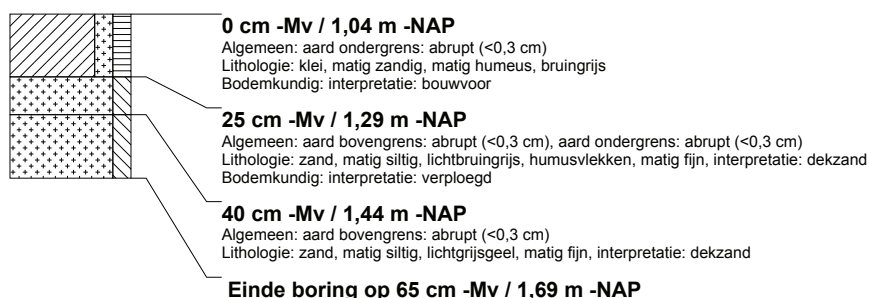 0 cm -Mv / 1,04 m -NAP
Algemeen: aard ondergrens: abrupt (<0,3 cm)
Lithologie: klei, matig zandig, matig humeus, bruingrijs
Bodemkundig: interpretatie: bouwvoor
25 cm -Mv / 1,29 m -NAP
Algemeen: aard bovengrens: abrupt (<0,3 cm), aard ondergrens: abrupt (<0,3 cm)
Lithologie: zand, matig siltig, lichtbruingrijs, humusvlekken, matig fijn, interpretatie: dekzand
Bodemkundig: interpretatie: verploegd
40 cm -Mv / 1,44 m -NAP
Algemeen: aard bovengrens: abrupt (<0,3 cm)
Lithologie: zand, matig siltig, lichtgrijsgeel, matig fijn, interpretatie: dekzand
Einde boring op 65 cm -Mv / 1,69 m -NAP